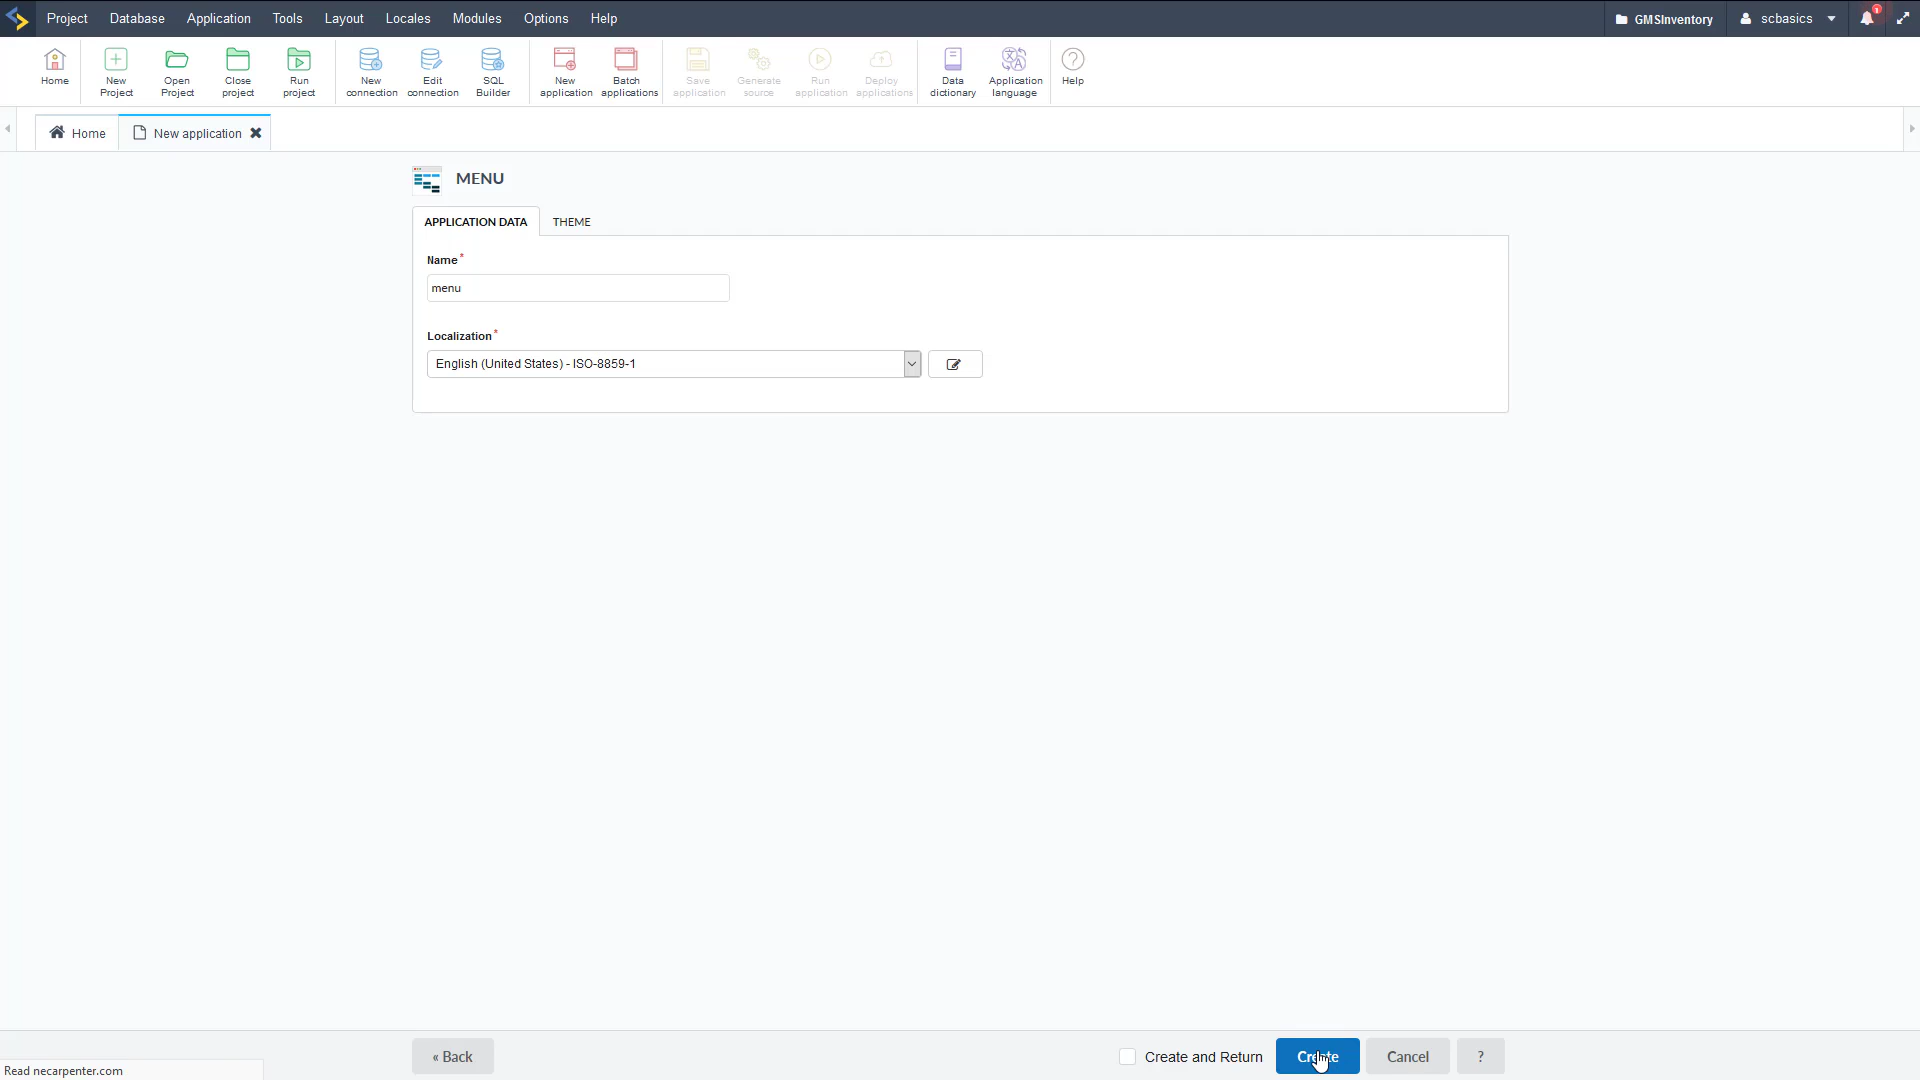 Project Database Application Tools Layout Locales Modules Options Help GMSInventory scbasics 1
Home New Project Open Project Close project Run project New connection Edit connection SQL Builder New application Batch applications Save application Generate source Run application Deploy applications Data dictionary Application language Help
Home New application
MENU
APPLICATION DATA THEME
Name*
menu
Localization*
English (United States) - ISO-8859-1
« Back Create and Return Create Cancel ?
Read necarpenter.com